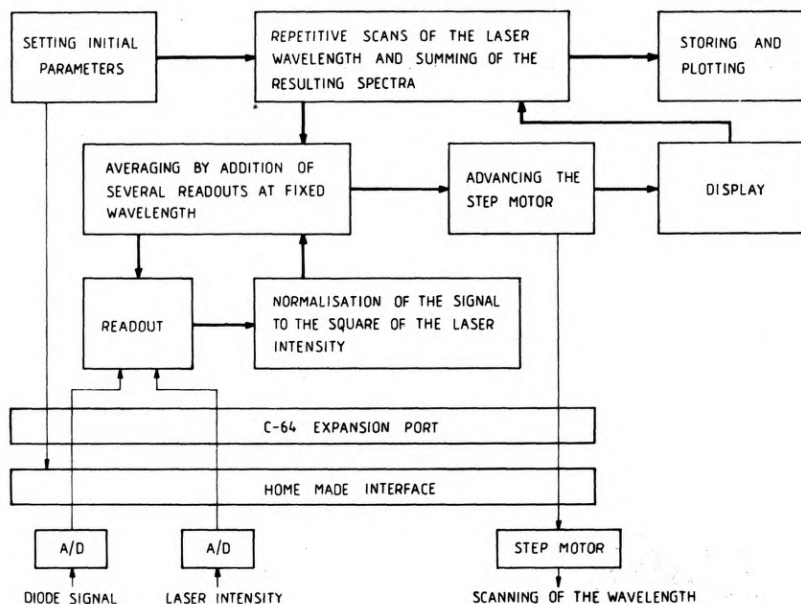 SETTING INITIAL
PARAMETERS
REPETITIVE SCANS OF THE LASER
WAVELENGTH AND SUMMING OF THE
RESULTING SPECTRA
STORING AND
PLOTTING
AVERAGING BY ADDITION OF
SEVERAL READOUTS AT FIXED
WAVELENGTH
ADVANCING THE
STEP MOTOR
DISPLAY
READOUT
NORMALISATION OF THE SIGNAL
TO THE SQUARE OF THE LASER
INTENSITY
C-64 EXPANSION PORT
HOME MADE INTERFACE
A/D
A/D
STEP MOTOR
DIODE SIGNAL
LASER INTENSITY
SCANNING OF THE WAVELENGTH